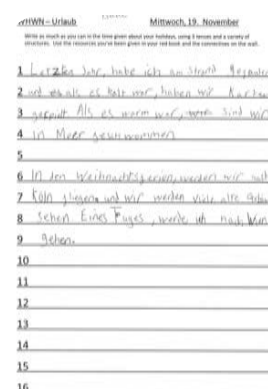 WHWN – Urlaub Mittwoch, 19. November
Write as much as you can in the time given about your holidays, using 3 tenses and a variety of
structures. Use the resources you've been given in your red book and the connectives on the wall.
1 Letztes Jahr, habe ich am Strand
2 und als es kalt war, haben wir Karten
3 gespielt Als es warm war, sind wir
4 in Meer geschwommen
5
6 In den Weihnachtsferien, werden wir nach
7 Köln fliegen und wir werden viele alte
8 sehen. Eines Tages, werde ich nach Wien
9 gehen.
10
11
12
13
14
15
16